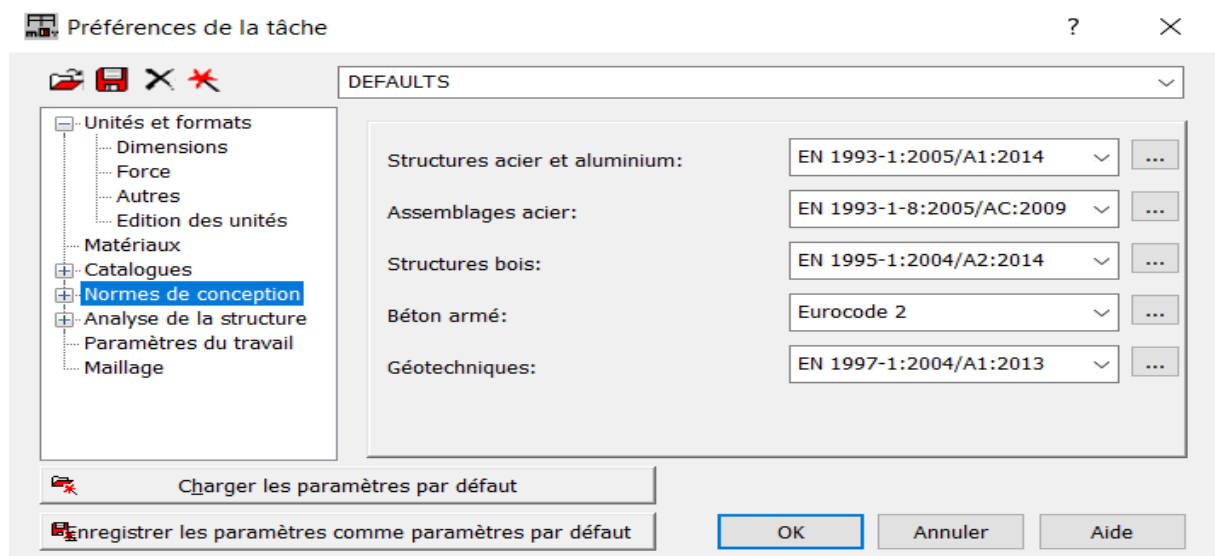 Préférences de la tâche
?
DEFAULTS
Unités et formats
Dimensions
Force
Autres
Edition des unités
Matériaux
Catalogues
Normes de conception
Analyse de la structure
Paramètres du travail
Maillage
Structures acier et aluminium: EN 1993-1:2005/A1:2014 ...
Assemblages acier: EN 1993-1-8:2005/AC:2009 ...
Structures bois: EN 1995-1:2004/A2:2014 ...
Béton armé: Eurocode 2 ...
Géotechniques: EN 1997-1:2004/A1:2013 ...
Charger les paramètres par défaut
Enregistrer les paramètres comme paramètres par défaut
OK Annuler Aide